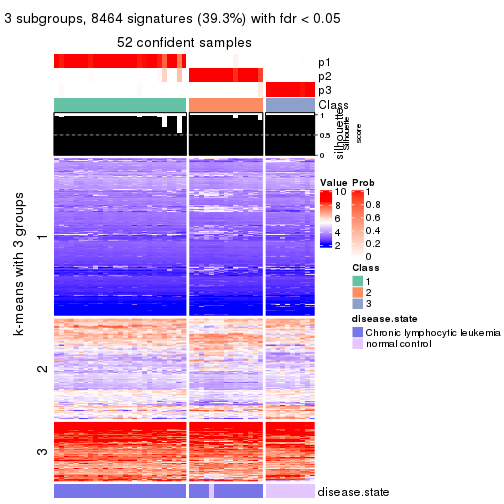 3 subgroups, 8464 signatures (39.3%) with fdr < 0.05
52 confident samples
p1
p2
p3
Class
1
0.5
0
silhouette
Silhouette
score
k-means with 3 groups
1
2
3
Value
10
8
6
4
2
Prob
1
0.8
0.6
0.4
0.2
0
Class
1
2
3
disease.state
Chronic lymphocytic leukemia
normal control
disease.state